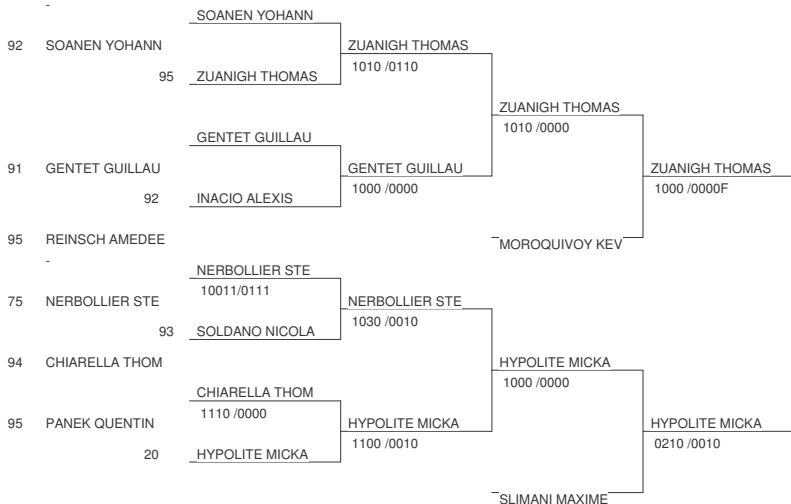 -
SOANEN YOHANN
92 SOANEN YOHANN ZUANIGH THOMAS
1010 /0110
95 ZUANIGH THOMAS
ZUANIGH THOMAS
1010 /0000
GENTET GUILLAU
91 GENTET GUILLAU GENTET GUILLAU ZUANIGH THOMAS
1000 /0000 1000 /0000F
92 INACIO ALEXIS
95 REINSCH AMEDEE MOROQUIVOY KEV
-
NERBOLLIER STE
10011/0111
75 NERBOLLIER STE NERBOLLIER STE
1030 /0010
93 SOLDANO NICOLA
94 CHIARELLA THOM HYPOLITE MICKA
1000 /0000
CHIARELLA THOM
1110 /0000
95 PANEK QUENTIN HYPOLITE MICKA HYPOLITE MICKA
1100 /0010 0210 /0010
20 HYPOLITE MICKA
SLIMANI MAXIME